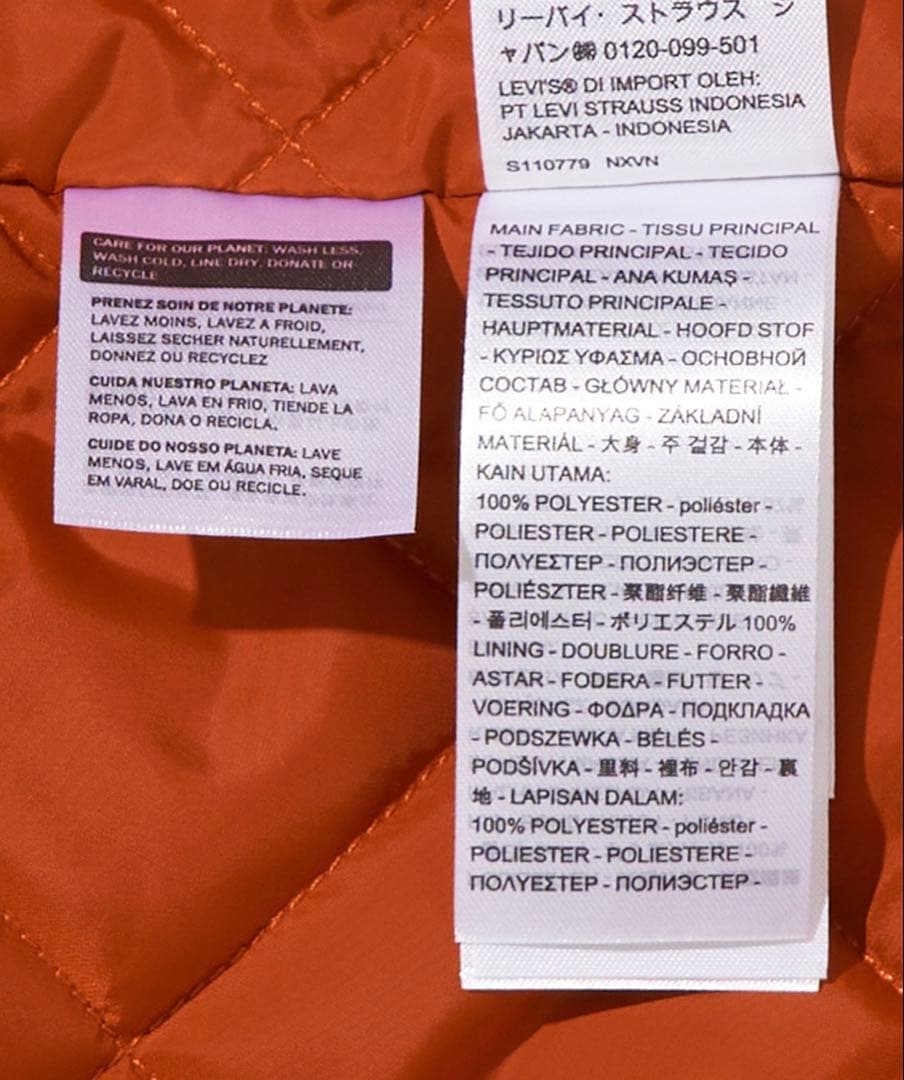 リーバイ・ストラウス ジ
ャパン㈱ 0120-099-501
LEVI'S® DI IMPORT OLEH:
PT LEVI STRAUSS INDONESIA
JAKARTA - INDONESIA
S110779 NXVN
CARE FOR OUR PLANET: WASH LESS,
WASH COLD, LINE DRY, DONATE OR
RECYCLE
PRENEZ SOIN DE NOTRE PLANETE:
LAVEZ MOINS, LAVEZ A FROID,
LAISSEZ SECHER NATURELLEMENT,
DONNEZ OU RECYCLEZ
CUIDA NUESTRO PLANETA: LAVA
MENOS, LAVA EN FRIO, TIENDE LA
ROPA, DONA O RECICLA.
CUIDE DO NOSSO PLANETA: LAVE
MENOS, LAVE EM ÁGUA FRIA, SEQUE
EM VARAL, DOE OU RECICLE.
MAIN FABRIC - TISSU PRINCIPAL
- TEJIDO PRINCIPAL - TECIDO
PRINCIPAL - ANA KUMAŞ -
TESSUTO PRINCIPALE -
HAUPTMATERIAL - HOOFD STOF
- ΚΥΡΙΩΣ ΥΦΑΣΜΑ - ОСНОВНОЙ
СОСТАВ - GŁÓWNY MATERIAŁ -
FŐ ALAPANYAG - ZÁKLADNÍ
MATERIÁL - 大身 - 주 겉감 - 本体 -
KAIN UTAMA:
100% POLYESTER - poliéster -
POLIESTER - POLIESTERE -
ΠΟΛΥΕΣΤΕΡ - ПОЛИЭСТЕР -
POLIÉSZTER - 聚酯纤维 - 聚酯纖維
- 폴리에스터 - ポリエステル 100%
LINING - DOUBLURE - FORRO -
ASTAR - FODERA - FUTTER -
VOERING - ΦΟΔΡΑ - ПОДКЛАДКА
- PODSZEWKA - BÉLÉS -
PODŠÍVKA - 里料 - 裡布 - 안감 - 裏
地 - LAPISAN DALAM:
100% POLYESTER - poliéster -
POLIESTER - POLIESTERE -
ΠΟΛΥΕΣΤΕΡ - ПОЛИЭСТЕР -